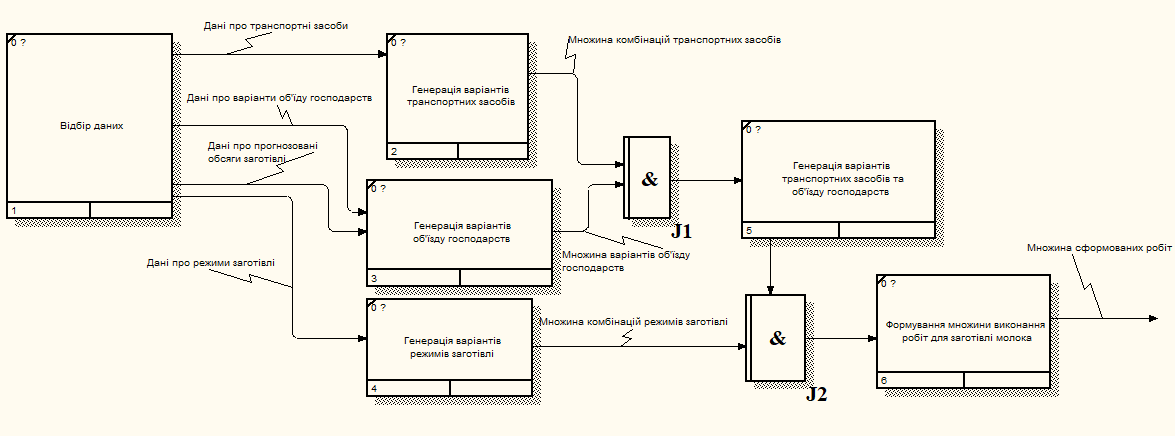 Дані про транспортні засоби
0 ?
Відбір даних
1
Дані про варіанти об'їду господарств
Дані про прогнозовані
обсяги заготівлі
Дані про режими заготівлі
0 ?
Генерація варіантів
транспортних засобів
2
Множина комбінацій транспортних засобів
0 ?
Генерація варіантів
об'їзду господарств
3
Множина варіантів об'їзду
господарств
0 ?
Генерація варіантів
режимів заготівлі
4
Множина комбінацій режимів заготівлі
&
J1
0 ?
Генерація варіантів
транспортних засобів та
об'їзду господарств
5
&
J2
0 ?
Формування множини виконання
робіт для заготівлі молока
6
Множина сформованих робіт